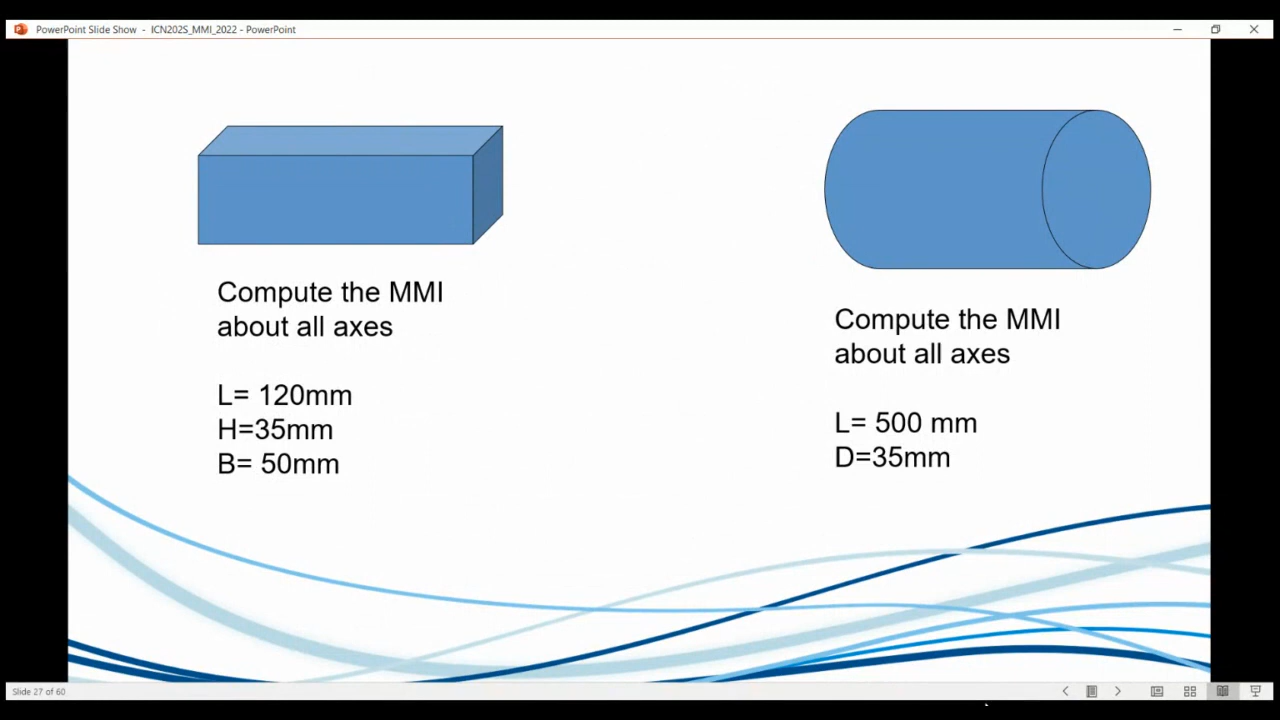 PowerPoint Slide Show - ICN202S_MMI_2022 - PowerPoint
Compute the MMI
about all axes
L= 120mm
H=35mm
B= 50mm
Compute the MMI
about all axes
L= 500 mm
D=35mm
Slide 27 of 60